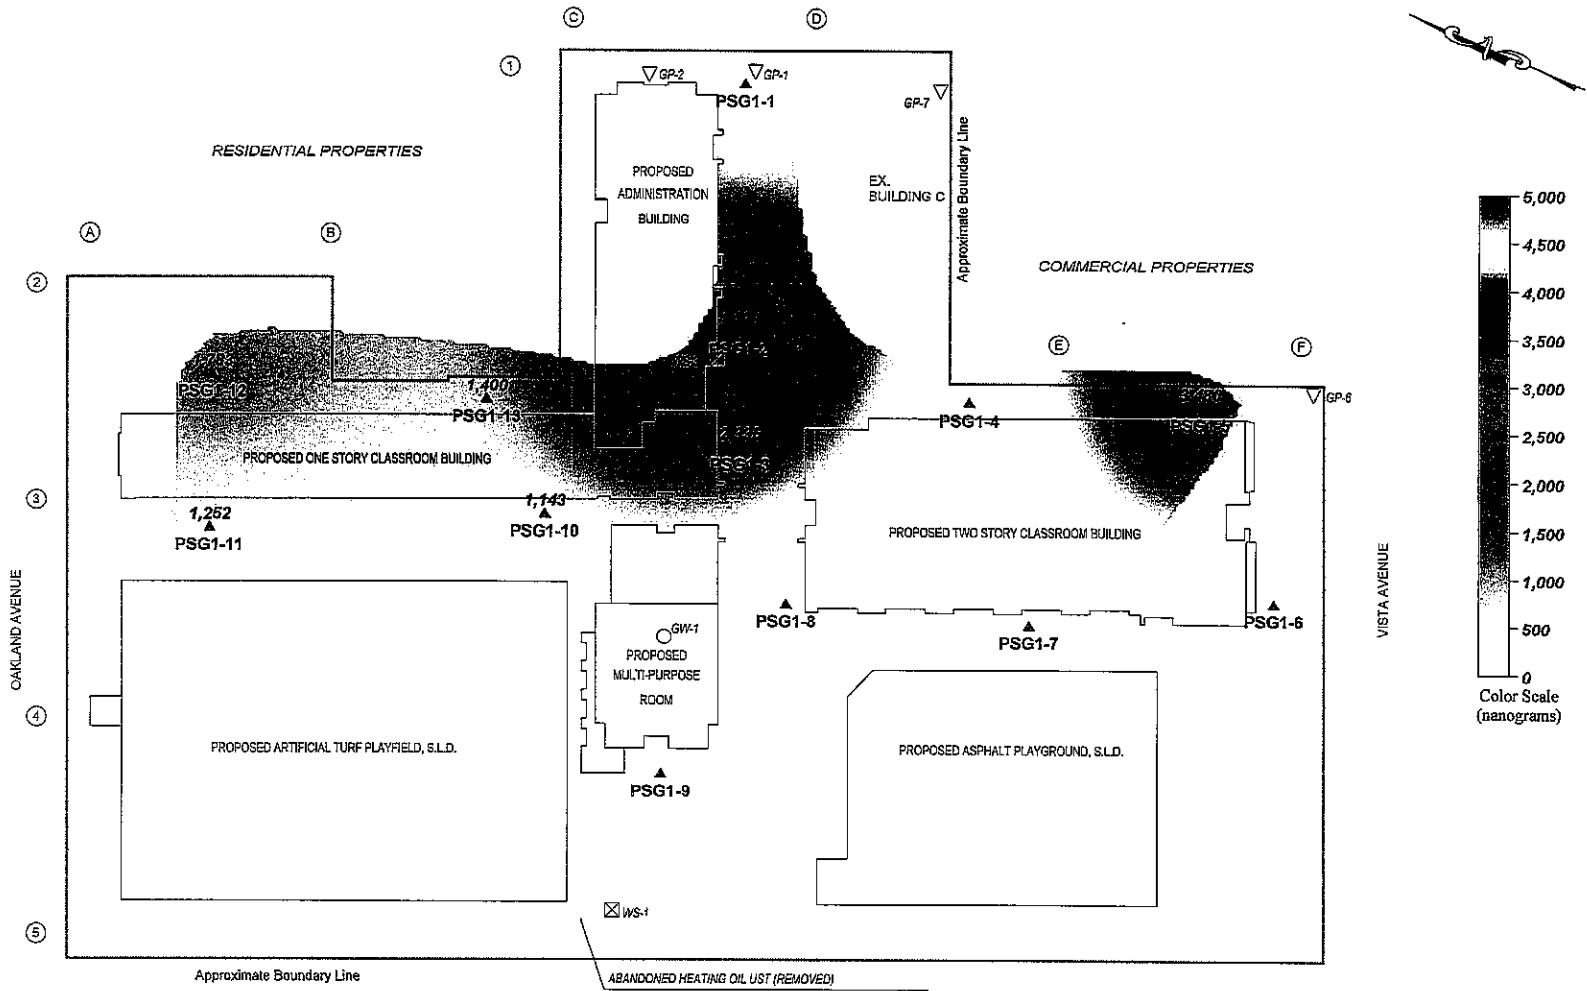 C
D
1
GP-2
GP-1
PSG1-1
GP-7
RESIDENTIAL PROPERTIES
PROPOSED
ADMINISTRATION
BUILDING
EX.
BUILDING C
Approximate Boundary Line
5,000
4,500
4,000
3,500
3,000
2,500
2,000
1,500
1,000
500
0
Color Scale
(nanograms)
A
B
2
COMMERCIAL PROPERTIES
E
F
PSG1-2
PSG1-12
1,400
PSG1-13
PSG1-4
GP-6
PSG1-3
PROPOSED ONE STORY CLASSROOM BUILDING
3
1,252
PSG1-11
1,143
PSG1-10
PROPOSED TWO STORY CLASSROOM BUILDING
OAKLAND AVENUE
VISTA AVENUE
PSG1-8
PSG1-7
PSG1-6
GW-1
PROPOSED
MULTI-PURPOSE
ROOM
4
PROPOSED ARTIFICIAL TURF PLAYFIELD, S.L.D.
PROPOSED ASPHALT PLAYGROUND, S.L.D.
PSG1-9
WS-1
5
Approximate Boundary Line
ABANDONED HEATING OIL UST (REMOVED)